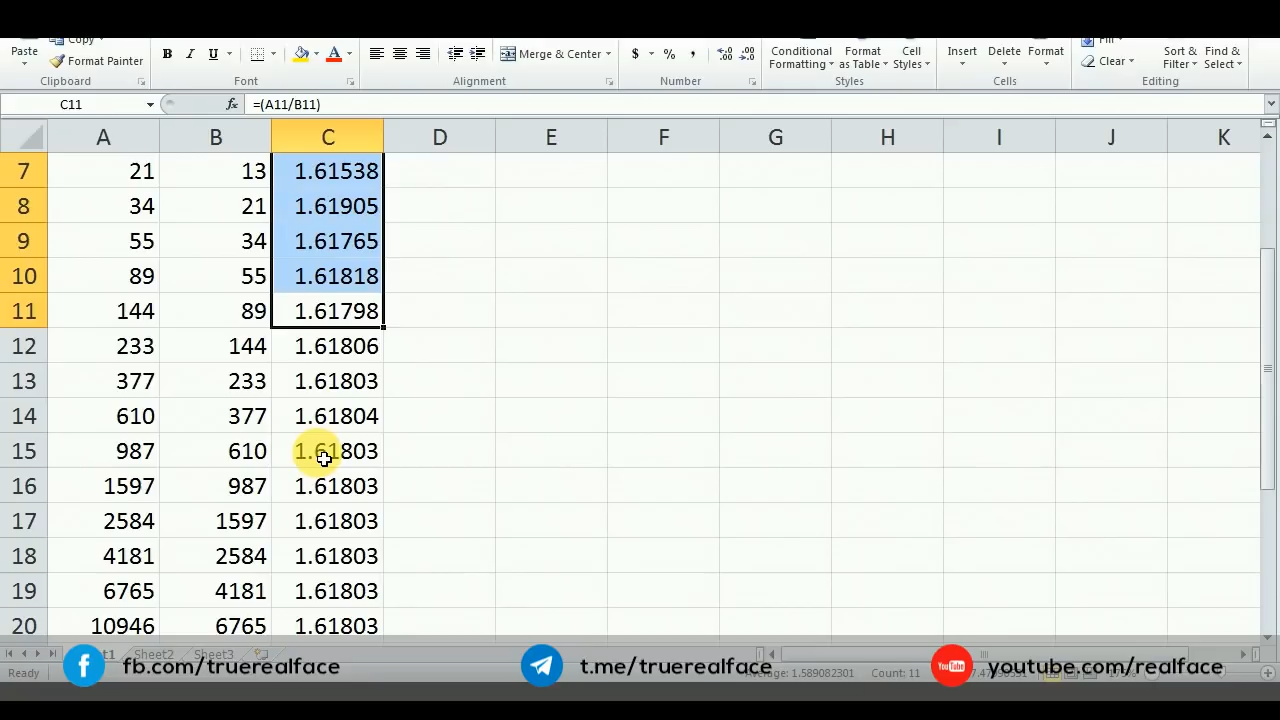 Copy
Fill
Paste
Format Painter
B I U
A
Merge & Center
$ % ,
Conditional Formatting
Format as Table
Cell Styles
Insert
Delete
Format
Clear
Sort & Filter
Find & Select
Clipboard
Font
Alignment
Number
Styles
Cells
Editing
C11
fx
=(A11/B11)
A B C D E F G H I J K
7 21 13 1.61538
8 34 21 1.61905
9 55 34 1.61765
10 89 55 1.61818
11 144 89 1.61798
12 233 144 1.61806
13 377 233 1.61803
14 610 377 1.61804
15 987 610 1.61803
16 1597 987 1.61803
17 2584 1597 1.61803
18 4181 2584 1.61803
19 6765 4181 1.61803
20 10946 6765 1.61803
Sheet2 Sheet3
fb.com/truerealface
t.me/truerealface
YouTube
youtube.com/realface
Ready
Average: 1.589082301
Count: 11